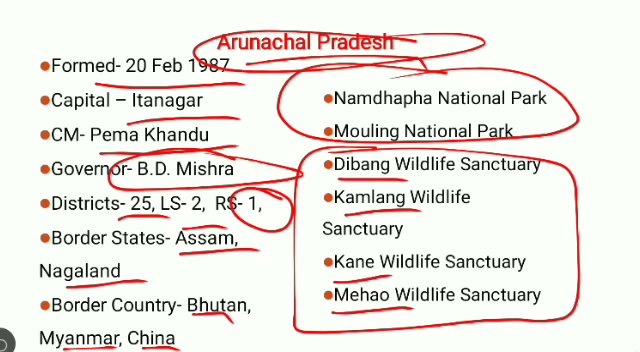 Arunachal Pradesh
●Formed- 20 Feb 1987
●Capital – Itanagar
●CM- Pema Khandu
●Governor- B.D. Mishra
●Districts- 25, LS- 2, RS- 1,
●Border States- Assam,
Nagaland
●Border Country- Bhutan,
Myanmar, China
●Namdhapha National Park
●Mouling National Park
●Dibang Wildlife Sanctuary
●Kamlang Wildlife
Sanctuary
●Kane Wildlife Sanctuary
●Mehao Wildlife Sanctuary